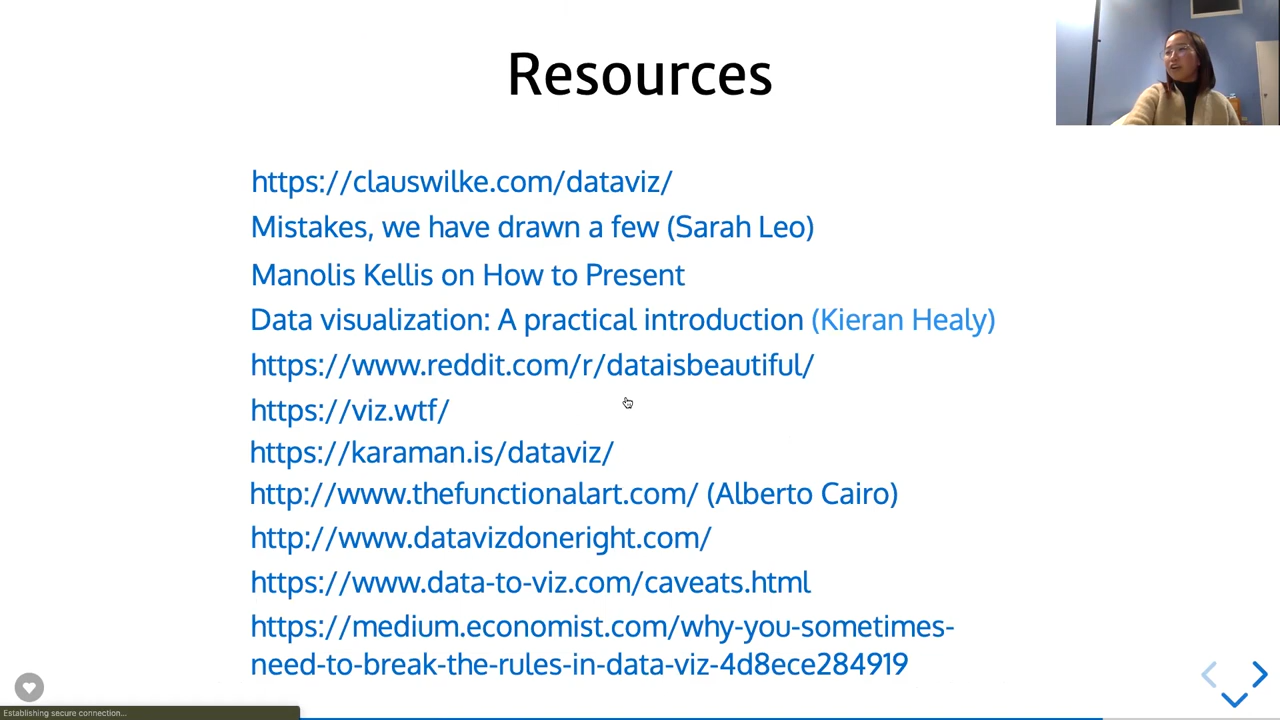 Resources
https://clauswilke.com/dataviz/
Mistakes, we have drawn a few (Sarah Leo)
Manolis Kellis on How to Present
Data visualization: A practical introduction (Kieran Healy)
https://www.reddit.com/r/dataisbeautiful/
https://viz.wtf/
https://karaman.is/dataviz/
http://www.thefunctionalart.com/ (Alberto Cairo)
http://www.datavizdoneright.com/
https://www.data-to-viz.com/caveats.html
https://medium.economist.com/why-you-sometimes-
need-to-break-the-rules-in-data-viz-4d8ece284919
Establishing secure connection...